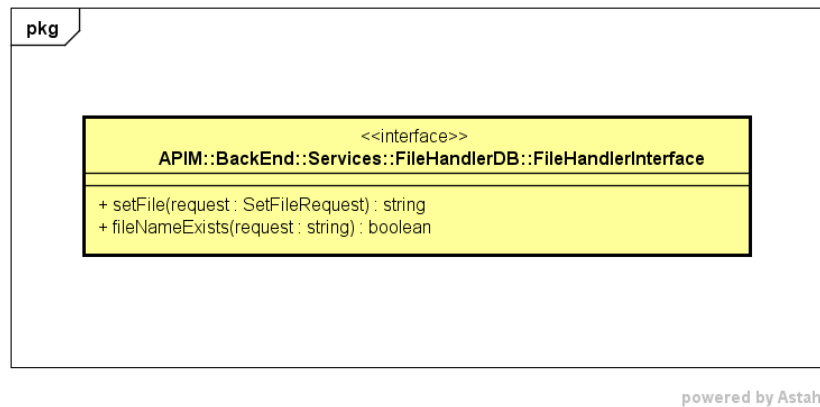 pkg
<<interface>>
APIM::BackEnd::Services::FileHandlerDB::FileHandlerInterface
+ setFile(request : SetFileRequest) : string
+ fileNameExists(request : string) : boolean
powered by Astah